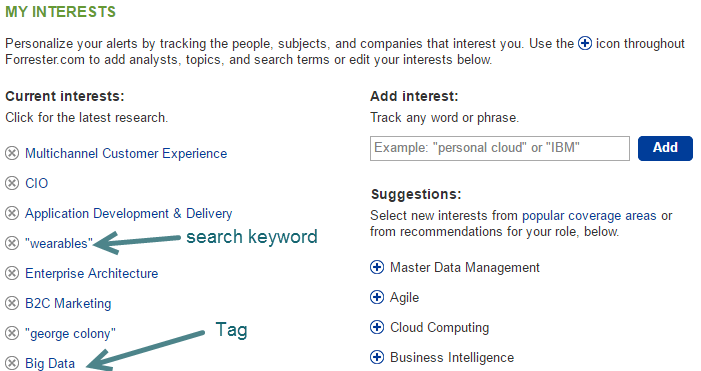 MY INTERESTS
Personalize your alerts by tracking the people, subjects, and companies that interest you. Use the icon throughout
Forrester.com to add analysts, topics, and search terms or edit your interests below.
Current interests:
Click for the latest research.
Multichannel Customer Experience
CIO
Application Development & Delivery
"wearables"
search keyword
Enterprise Architecture
B2C Marketing
"george colony"
Tag
Big Data
Add interest:
Track any word or phrase.
Example: "personal cloud" or "IBM"
Add
Suggestions:
Select new interests from popular coverage areas or
from recommendations for your role, below.
Master Data Management
Agile
Cloud Computing
Business Intelligence